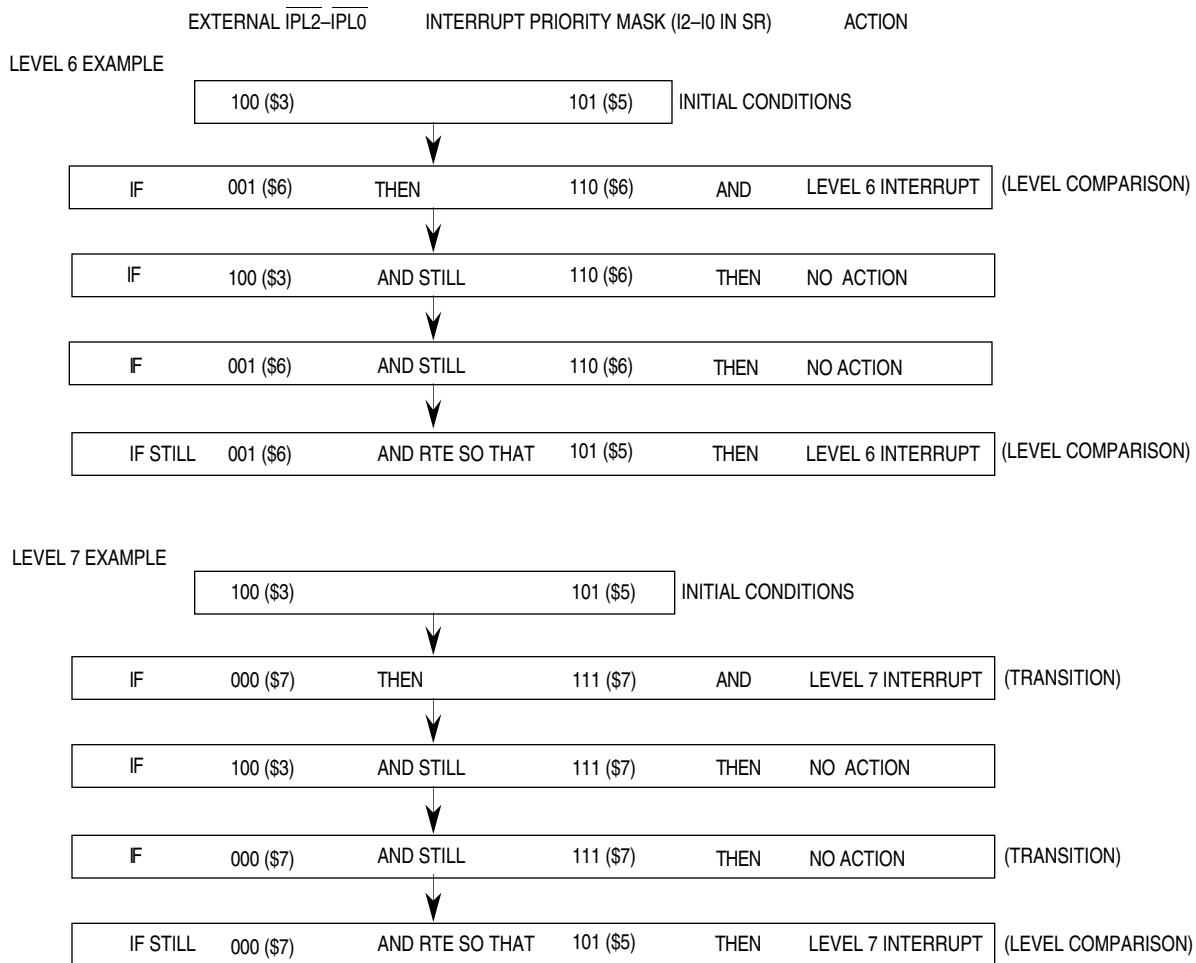 EXTERNAL IPL2–IPL0 INTERRUPT PRIORITY MASK (I2–I0 IN SR) ACTION
LEVEL 6 EXAMPLE
100 ($3) 101 ($5) INITIAL CONDITIONS
IF 001 ($6) THEN 110 ($6) AND LEVEL 6 INTERRUPT (LEVEL COMPARISON)
IF 100 ($3) AND STILL 110 ($6) THEN NO ACTION
IF 001 ($6) AND STILL 110 ($6) THEN NO ACTION
IF STILL 001 ($6) AND RTE SO THAT 101 ($5) THEN LEVEL 6 INTERRUPT (LEVEL COMPARISON)
LEVEL 7 EXAMPLE
100 ($3) 101 ($5) INITIAL CONDITIONS
IF 000 ($7) THEN 111 ($7) AND LEVEL 7 INTERRUPT (TRANSITION)
IF 100 ($3) AND STILL 111 ($7) THEN NO ACTION
IF 000 ($7) AND STILL 111 ($7) THEN NO ACTION (TRANSITION)
IF STILL 000 ($7) AND RTE SO THAT 101 ($5) THEN LEVEL 7 INTERRUPT (LEVEL COMPARISON)